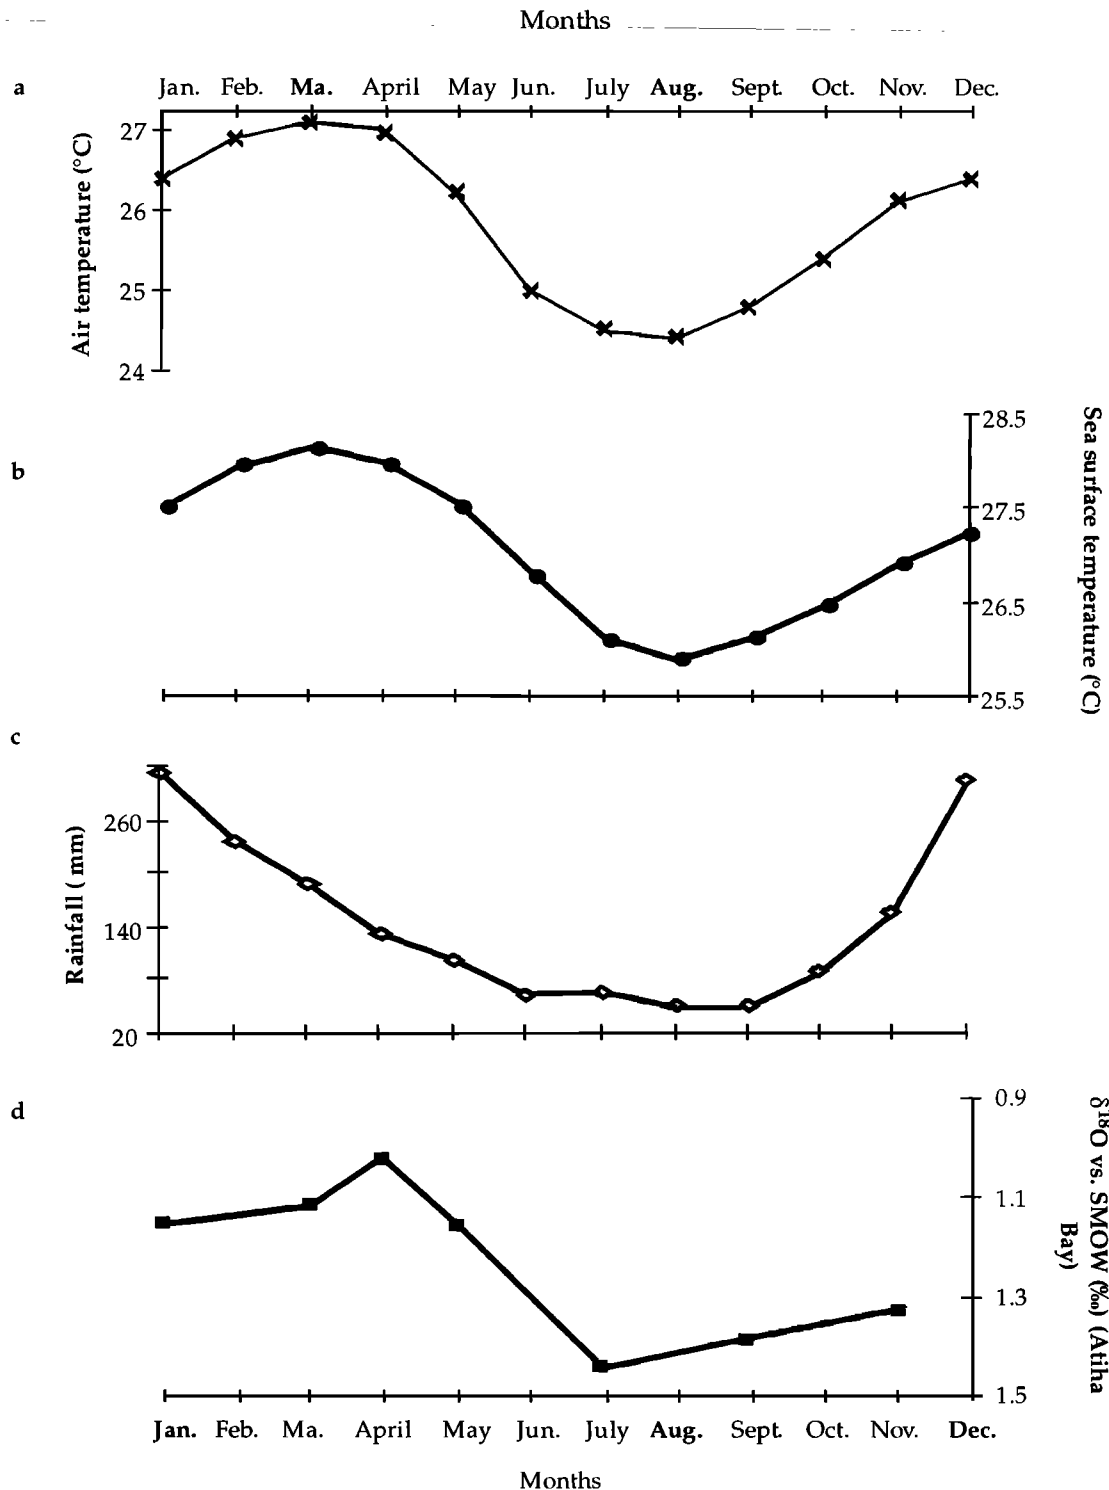 Months
a
Jan. Feb. Ma. April May Jun. July Aug. Sept. Oct. Nov. Dec.
27
26
25
24
Air temperature (°C)
b
28.5
27.5
26.5
25.5
Sea surface temperature (°C)
c
260
140
20
Rainfall ( mm)
d
0.9
1.1
1.3
1.5
δ¹⁸O vs. SMOW (‰) (Atiha
Bay)
Jan. Feb. Ma. April May Jun. July Aug. Sept. Oct. Nov. Dec.
Months